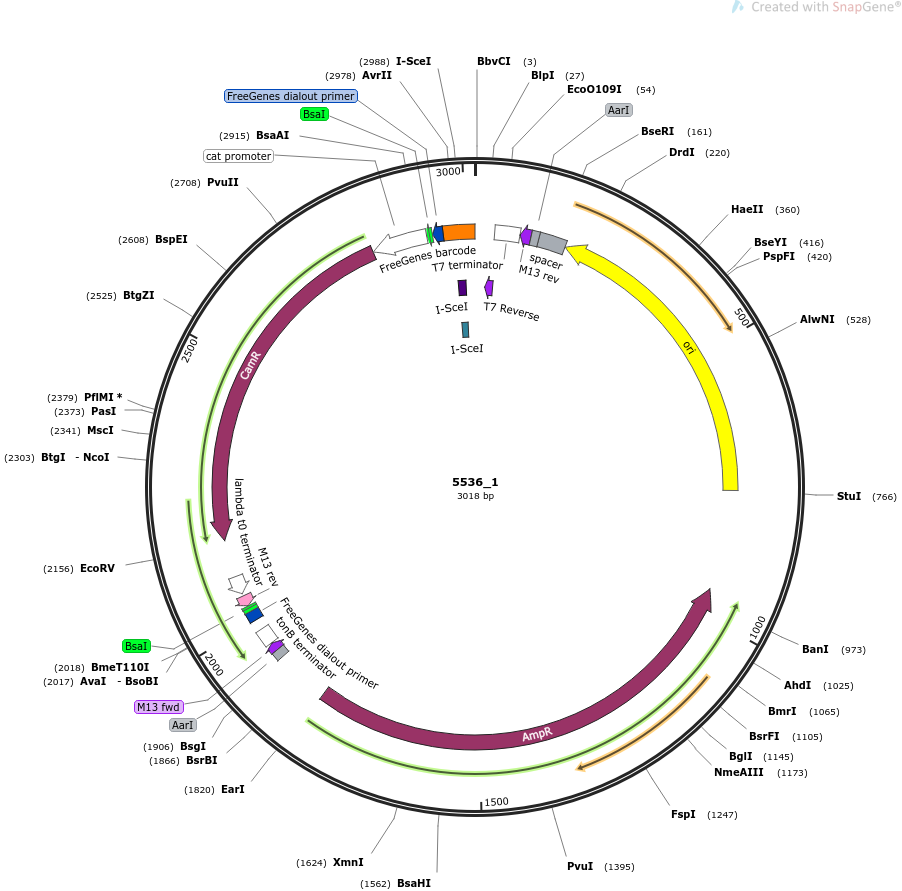 Created with SnapGene®
(2988) I-SceI
BbvCI (3)
(2978) AvrII
BlpI (27)
EcoO109I (54)
FreeGenes dialout primer
AarI
BsaI
BseRI (161)
(2915) BsaAI
DrdI (220)
cat promoter
3000
(2708) PvuII
HaeII (360)
(2608) BspEI
BseYI (416)
PspFI (420)
FreeGenes barcode
T7 terminator
spacer
M13 rev
(2525) BtgZI
I-SceI
T7 Reverse
500
AlwNI (528)
2500
I-SceI
ori
CamR
(2379) PflMI *
(2373) PasI
(2341) MscI
(2303) BtgI - NcoI
5536_1
3018 bp
StuI (766)
lambda t0 terminator
M13 rev
(2156) EcoRV
FreeGenes dialout primer
tonB terminator
1000
BsaI
BanI (973)
2000
(2018) BmeT110I
(2017) AvaI - BsoBI
AhdI (1025)
M13 fwd
BmrI (1065)
AarI
AmpR
BsrFI (1105)
(1906) BsgI
BglI (1145)
(1866) BsrBI
NmeAIII (1173)
(1820) EarI
1500
FspI (1247)
(1624) XmnI
PvuI (1395)
(1562) BsaHI